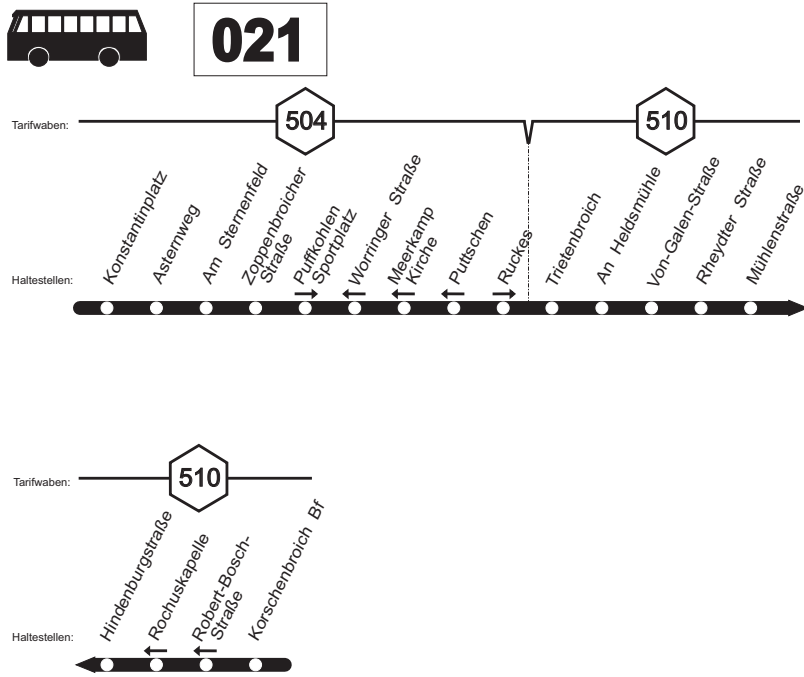 021
Tarifwaben:
504
510
Haltestellen:
Konstantinplatz
Asternweg
Am Sternenfeld
Zoppenbroicher
Straße
Puffkohlen
Sportplatz
Worringer Straße
Meerkamp
Kirche
Puttschen
Ruckes
Trietenbroich
An Heldsmühle
Von-Galen-Straße
Rheydter Straße
Mühlenstraße
Tarifwaben:
510
Haltestellen:
Hindenburgstraße
Rochuskapelle
Robert-Bosch-
Straße
Korschenbroich Bf